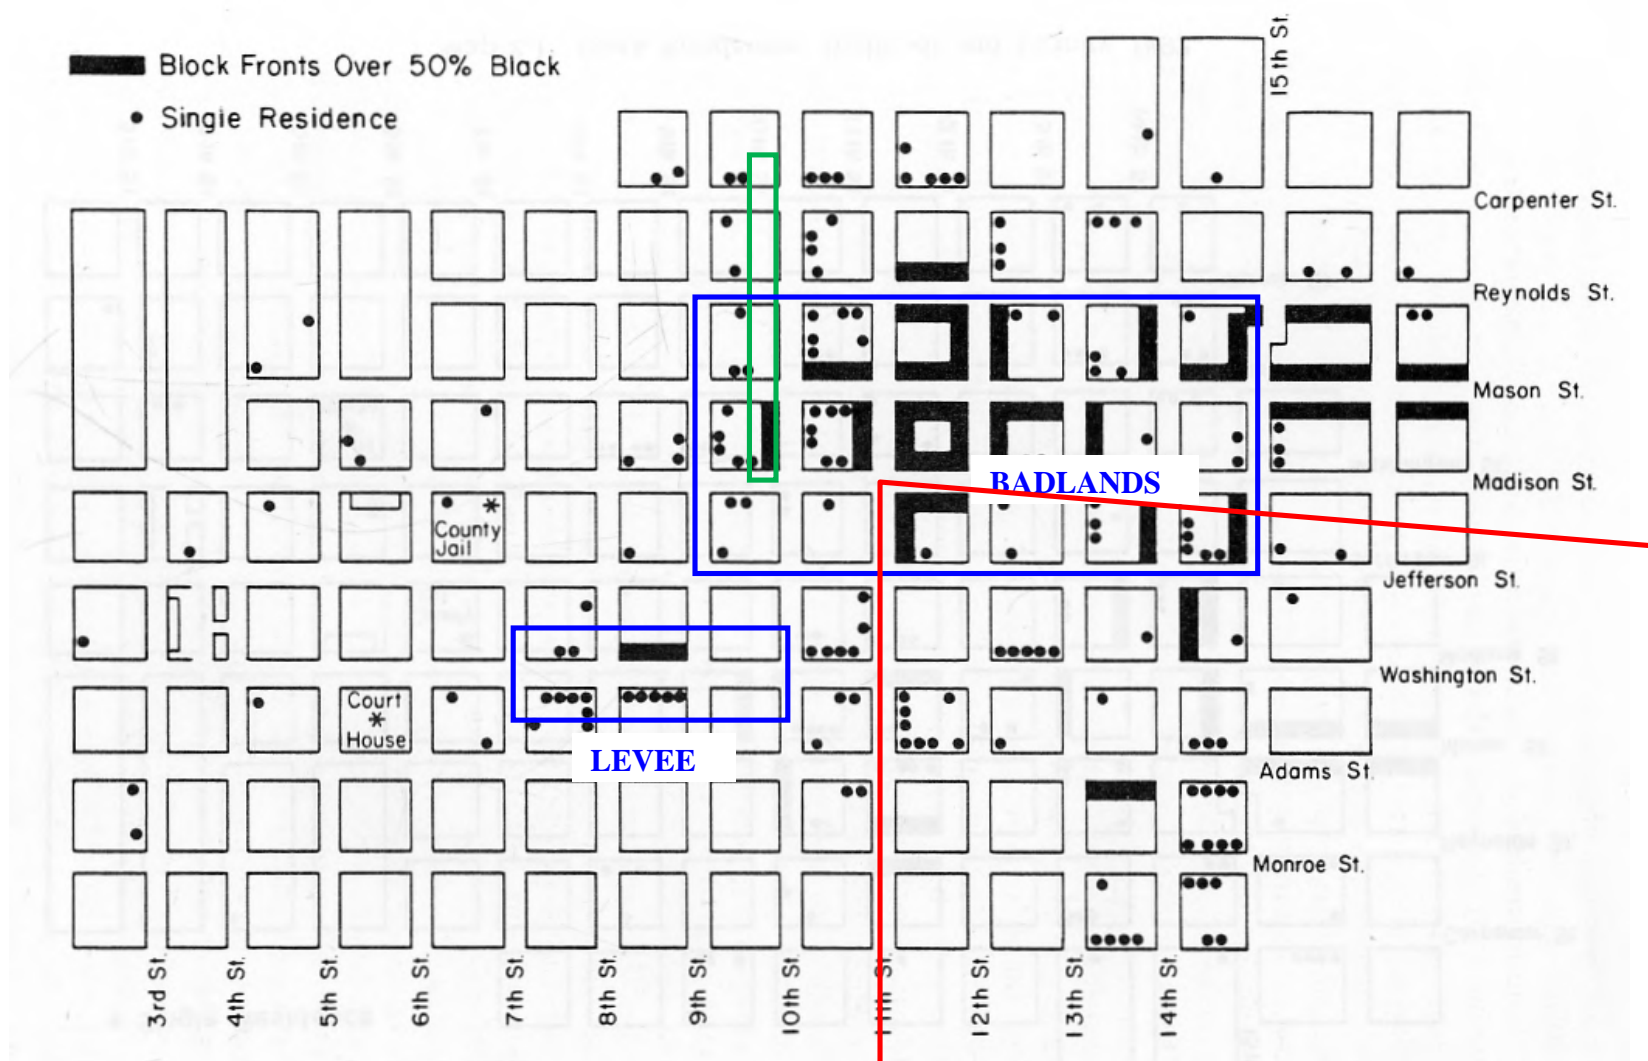 Block Fronts Over 50% Black
Single Residence
15th St.
Carpenter St.
Reynolds St.
Mason St.
BADLANDS
Madison St.
County
Jail
Jefferson St.
Washington St.
Court
House
LEVEE
Adams St.
Monroe St.
3rd St.
4th St.
5th St.
6th St.
7th St.
8th St.
9th St.
10th St.
11th St.
12th St.
13th St.
14th St.